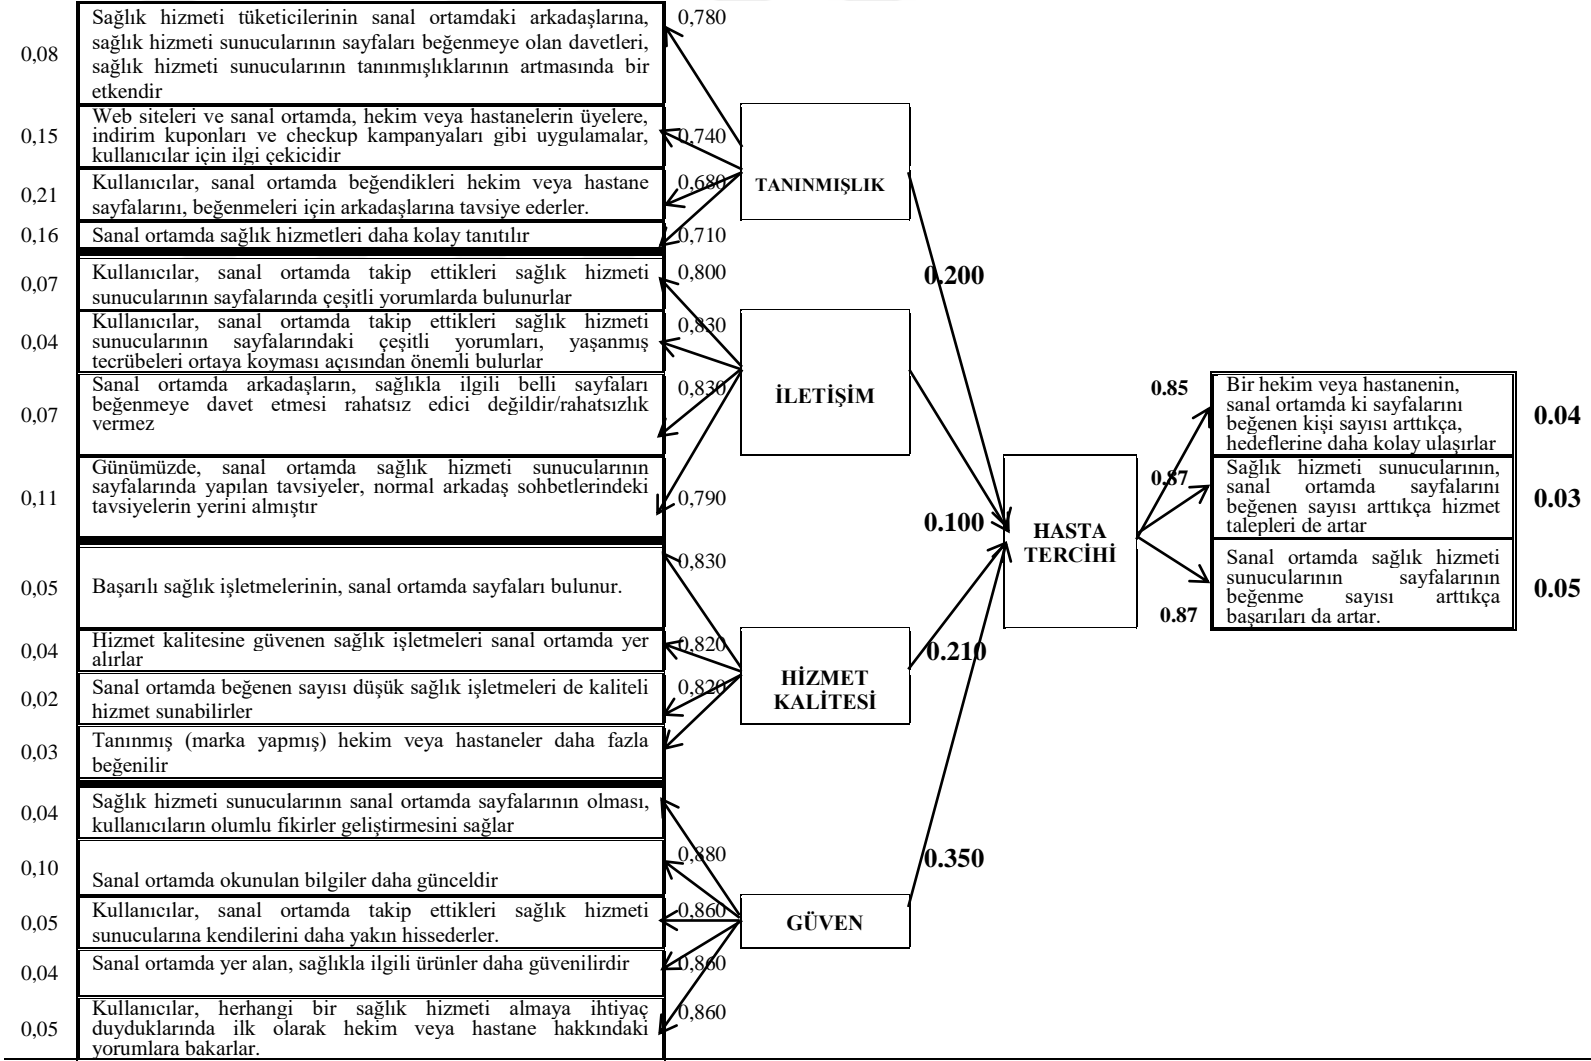 Sağlık hizmeti tüketicilerinin sanal ortamdaki arkadaşlarına,
sağlık hizmeti sunucularının sayfaları beğenmeye olan davetleri,
sağlık hizmeti sunucularının tanınmışlıklarının artmasında bir
etkendir
0,08
0,780
Web siteleri ve sanal ortamda, hekim veya hastanelerin üyelere,
indirim kuponları ve checkup kampanyaları gibi uygulamalar,
kullanıcılar için ilgi çekicidir
0,15
0,740
Kullanıcılar, sanal ortamda beğendikleri hekim veya hastane
sayfalarını, beğenmeleri için arkadaşlarına tavsiye ederler.
0,21
0,680
Sanal ortamda sağlık hizmetleri daha kolay tanıtılır
0,16
0,710
TANINMIŞLIK
0.200
Kullanıcılar, sanal ortamda takip ettikleri sağlık hizmeti
sunucularının sayfalarında çeşitli yorumlarda bulunurlar
0,07
0,800
Kullanıcılar, sanal ortamda takip ettikleri sağlık hizmeti
sunucularının sayfalarındaki çeşitli yorumları, yaşanmış
tecrübeleri ortaya koyması açısından önemli bulurlar
0,04
0,830
Sanal ortamda arkadaşların, sağlıkla ilgili belli sayfaları
beğenmeye davet etmesi rahatsız edici değildir/rahatsızlık
vermez
0,07
0,830
Günümüzde, sanal ortamda sağlık hizmeti sunucularının
sayfalarında yapılan tavsiyeler, normal arkadaş sohbetlerindeki
tavsiyelerin yerini almıştır
0,11
0,790
İLETİŞİM
0.100
Başarılı sağlık işletmelerinin, sanal ortamda sayfaları bulunur.
0,05
0,830
Hizmet kalitesine güvenen sağlık işletmeleri sanal ortamda yer
alırlar
0,04
0,820
Sanal ortamda beğenen sayısı düşük sağlık işletmeleri de kaliteli
hizmet sunabilirler
0,02
0,820
Tanınmış (marka yapmış) hekim veya hastaneler daha fazla
beğenilir
0,03
HİZMET
KALİTESİ
0.210
Sağlık hizmeti sunucularının sanal ortamda sayfalarının olması,
kullanıcıların olumlu fikirler geliştirmesini sağlar
0,04
Sanal ortamda okunulan bilgiler daha günceldir
0,10
0,880
Kullanıcılar, sanal ortamda takip ettikleri sağlık hizmeti
sunucularına kendilerini daha yakın hissederler.
0,05
0,860
Sanal ortamda yer alan, sağlıkla ilgili ürünler daha güvenilirdir
0,04
0,860
Kullanıcılar, herhangi bir sağlık hizmeti almaya ihtiyaç
duyduklarında ilk olarak hekim veya hastane hakkındaki
yorumlara bakarlar.
0,05
0,860
GÜVEN
0.350
HASTA
TERCİHİ
0.85
Bir hekim veya hastanenin,
sanal ortamda ki sayfalarını
beğenen kişi sayısı arttıkça,
hedeflerine daha kolay ulaşırlar
0.04
0.87
Sağlık hizmeti sunucularının,
sanal ortamda sayfalarını
beğenen sayısı arttıkça hizmet
talepleri de artar
0.03
0.87
Sanal ortamda sağlık hizmeti
sunucularının sayfalarının
beğenme sayısı arttıkça
başarıları da artar.
0.05